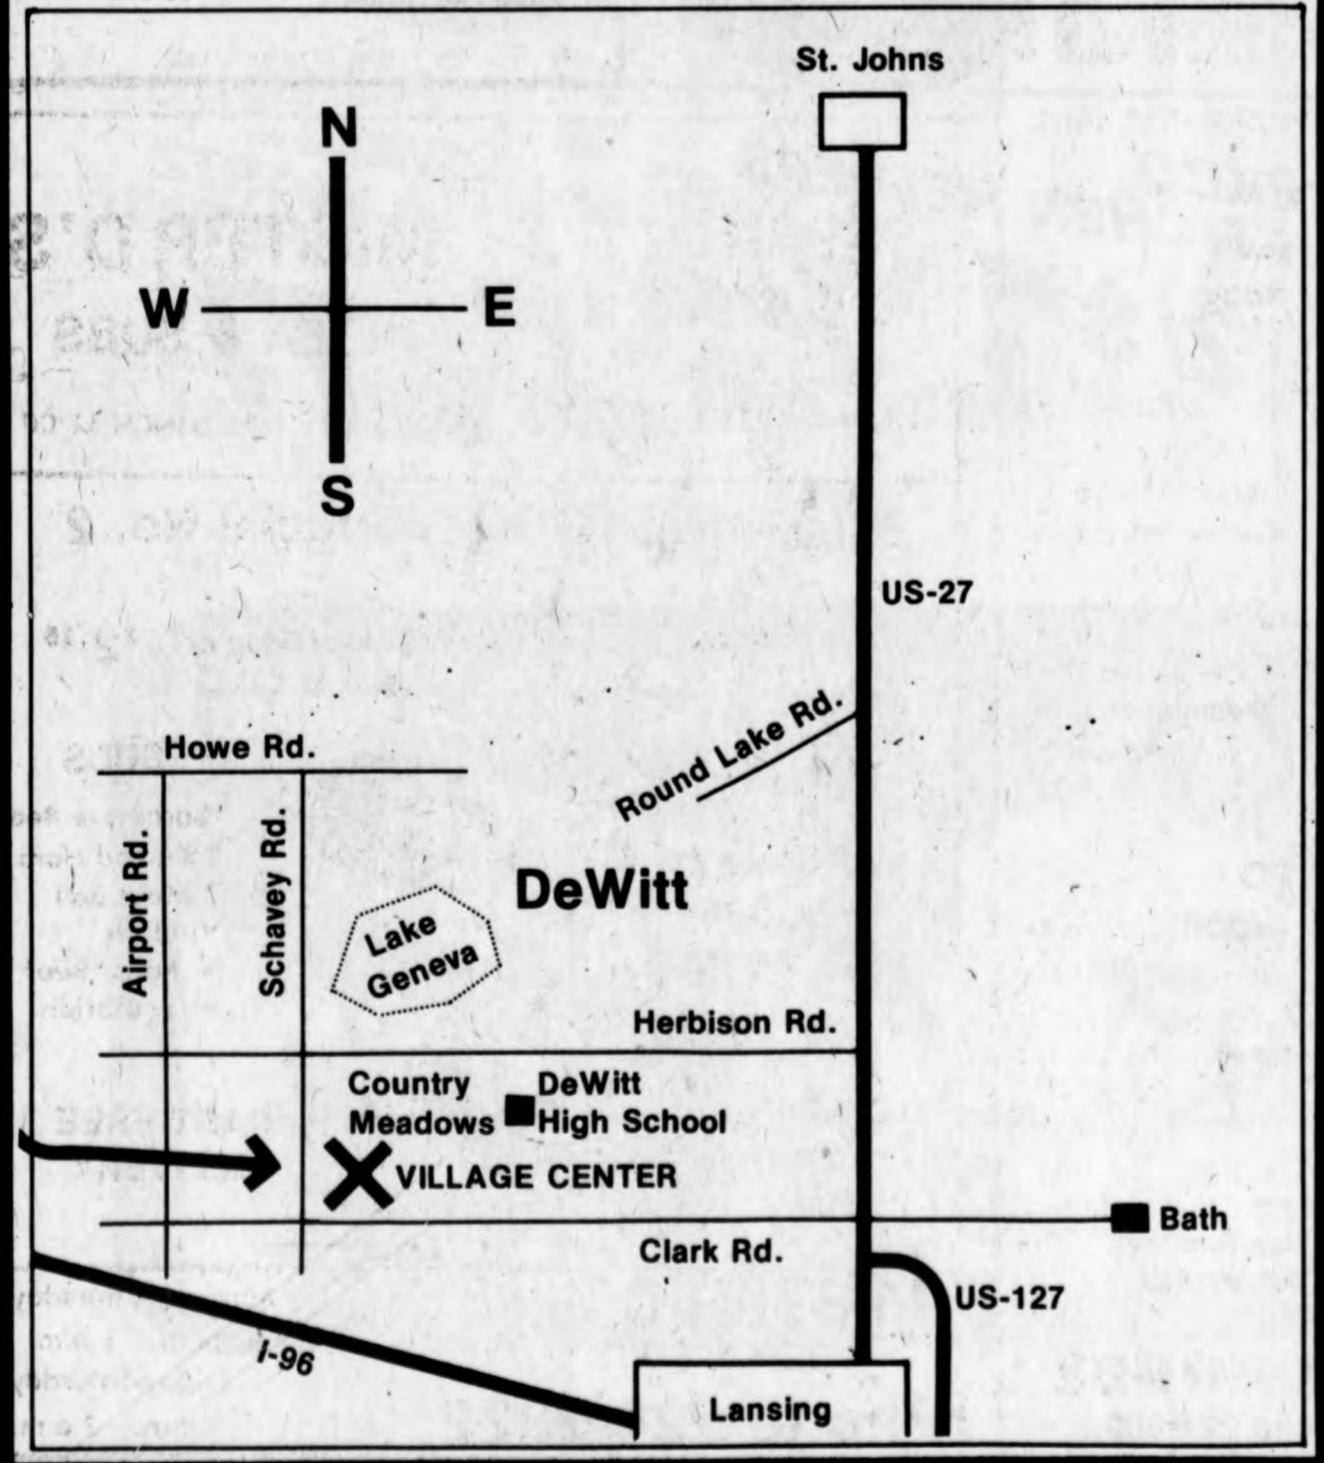 St. Johns
N
W E
S
US-27
Round Lake Rd.
Howe Rd.
Airport Rd.
Schavey Rd.
DeWitt
Lake
Geneva
Herbison Rd.
Country
Meadows
DeWitt
High School
VILLAGE CENTER
Bath
Clark Rd.
US-127
I-96
Lansing